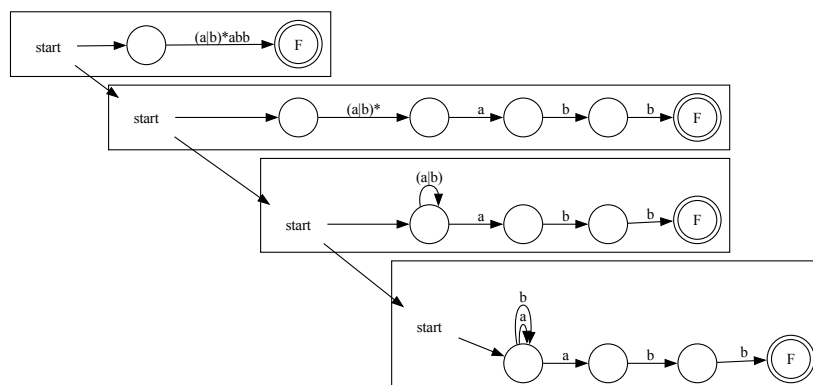 start (a|b)*abb F
start (a|b)* a b b F
(a|b)
start a b b F
b
a
start a b b F